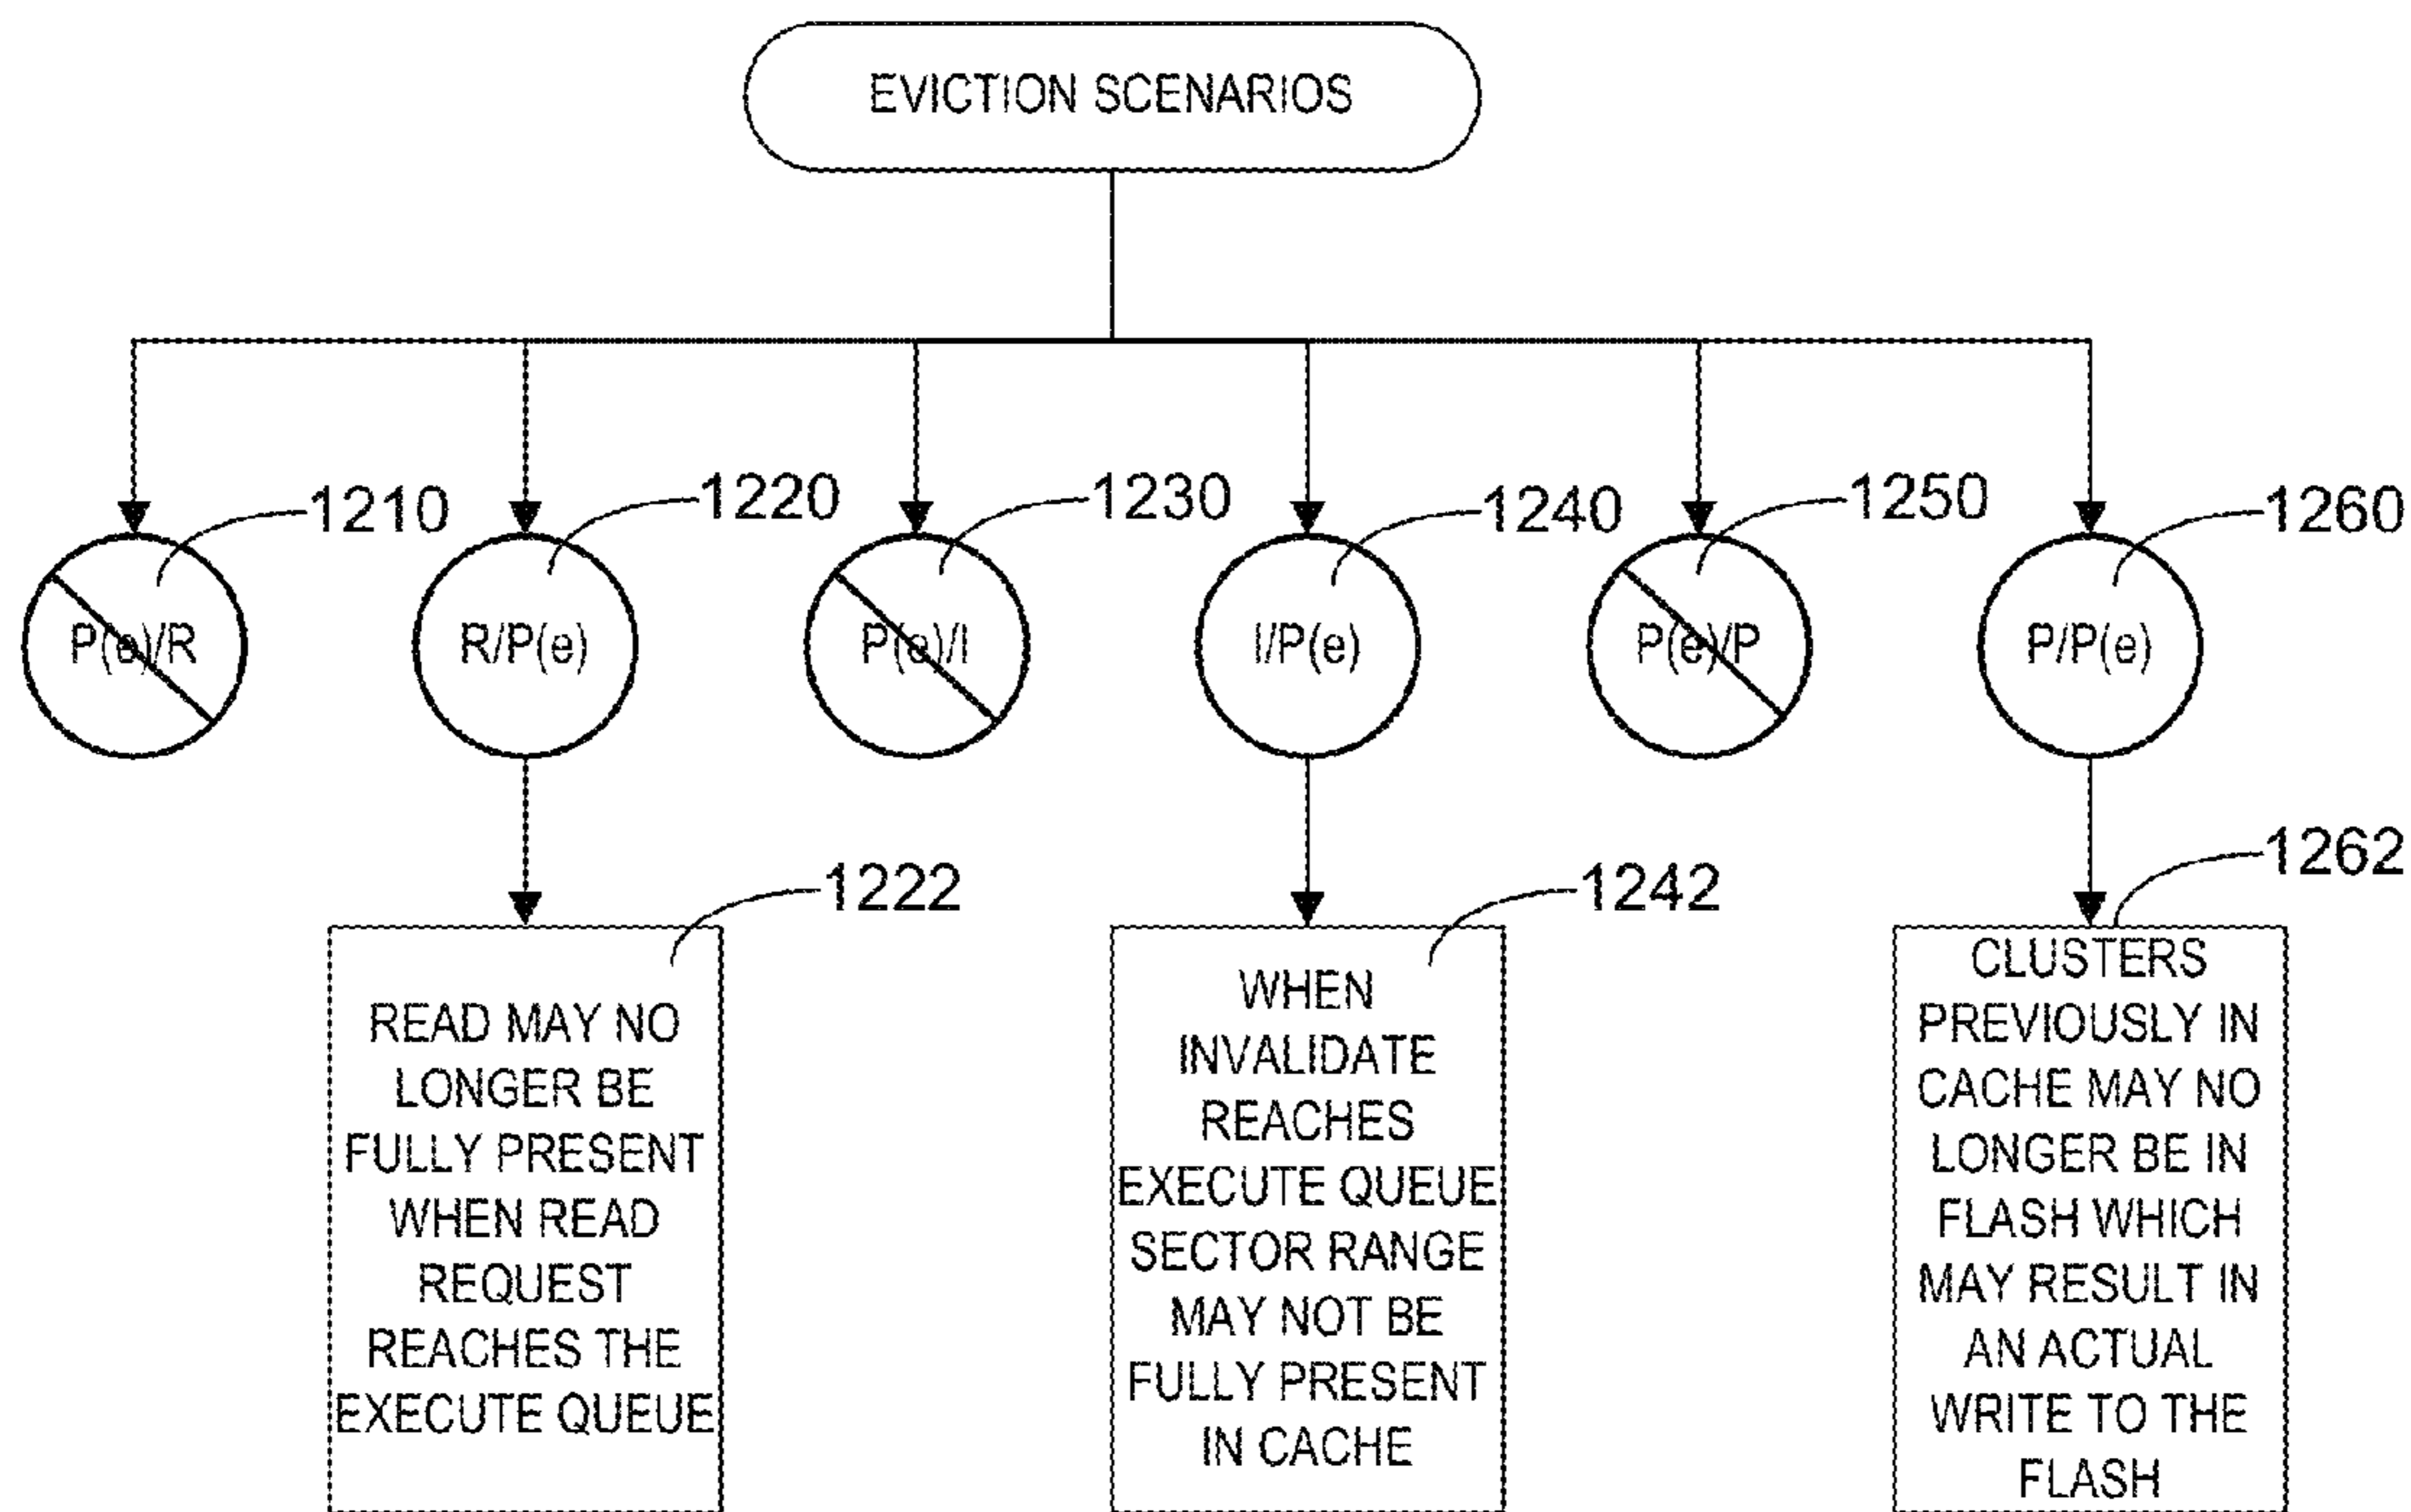 EVICTION SCENARIOS
1210
1220
1230
1240
1250
1260
P(e)/R
R/P(e)
P(e)/I
I/P(e)
P(e)/P
P/P(e)
1222
1242
1262
READ MAY NO
LONGER BE
FULLY PRESENT
WHEN READ
REQUEST
REACHES THE
EXECUTE QUEUE
WHEN
INVALIDATE
REACHES
EXECUTE QUEUE
SECTOR RANGE
MAY NOT BE
FULLY PRESENT
IN CACHE
CLUSTERS
PREVIOUSLY IN
CACHE MAY NO
LONGER BE IN
FLASH WHICH
MAY RESULT IN
AN ACTUAL
WRITE TO THE
FLASH